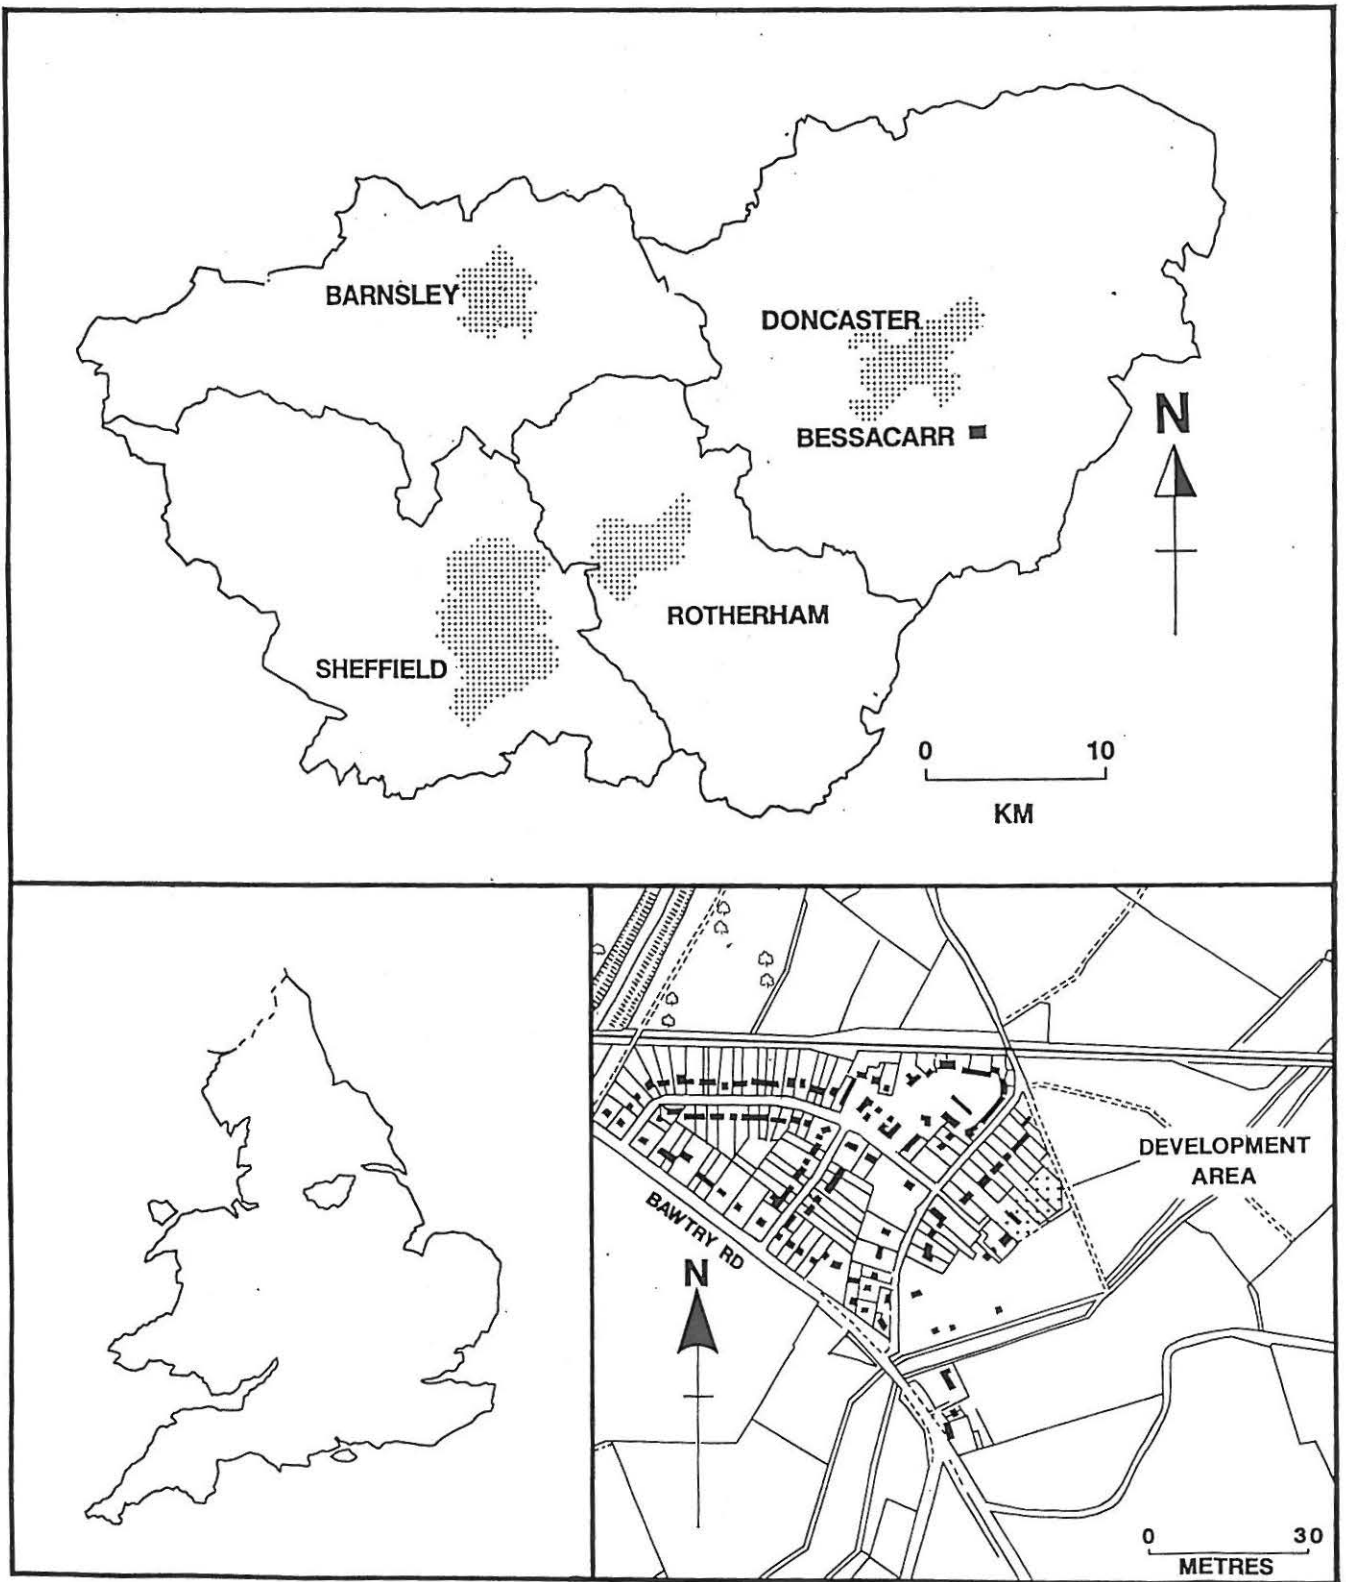 BARNSLEY
DONCASTER
BESSACARR
N
ROTHERHAM
SHEFFIELD
0 10
KM
DEVELOPMENT
AREA
BAWTRY RD
N
0 30
METRES